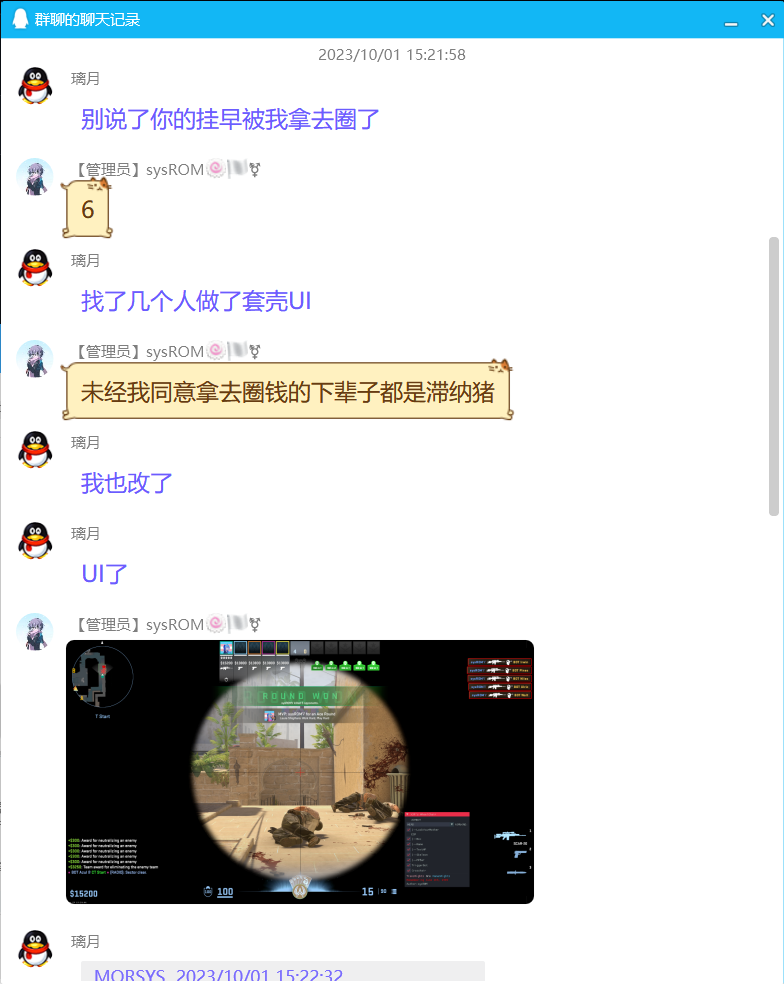 群聊的聊天记录
2023/10/01 15:21:58
璃月
别说了你的挂早被我拿去圈了
【管理员】sysROM
6
璃月
找了几个人做了套壳UI
【管理员】sysROM
未经我同意拿去圈钱的下辈子都是滞纳猪
璃月
我也改了
璃月
UI了
【管理员】sysROM
ROUND WON
T Start
$15200
100
15
璃月
MORSYS 2023/10/01 15:22:32